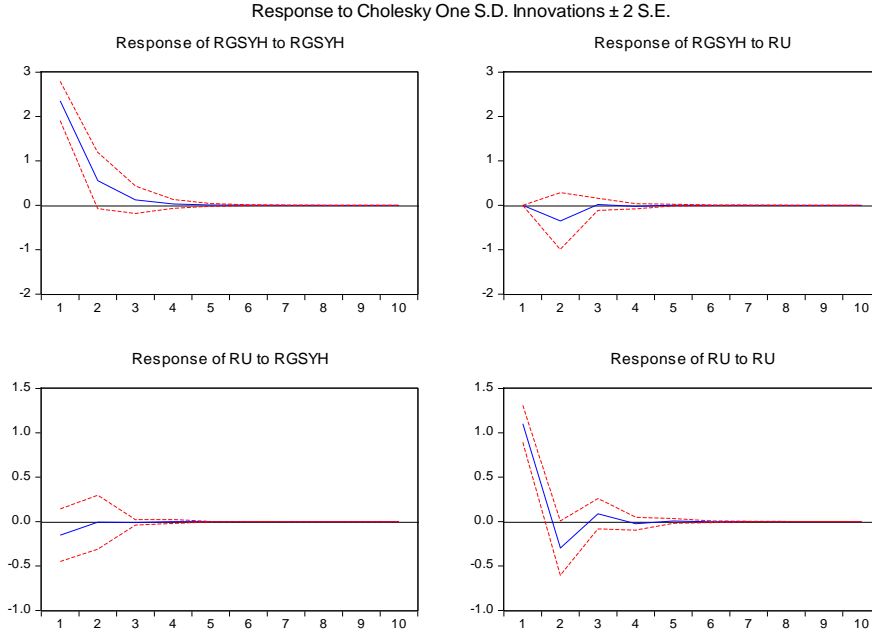 Response to Cholesky One S.D. Innovations ± 2 S.E.
Response of RGSYH to RGSYH
3
2
1
0
-1
-2
1 2 3 4 5 6 7 8 9 10
Response of RGSYH to RU
3
2
1
0
-1
-2
1 2 3 4 5 6 7 8 9 10
Response of RU to RGSYH
1.5
1.0
0.5
0.0
-0.5
-1.0
1 2 3 4 5 6 7 8 9 10
Response of RU to RU
1.5
1.0
0.5
0.0
-0.5
-1.0
1 2 3 4 5 6 7 8 9 10